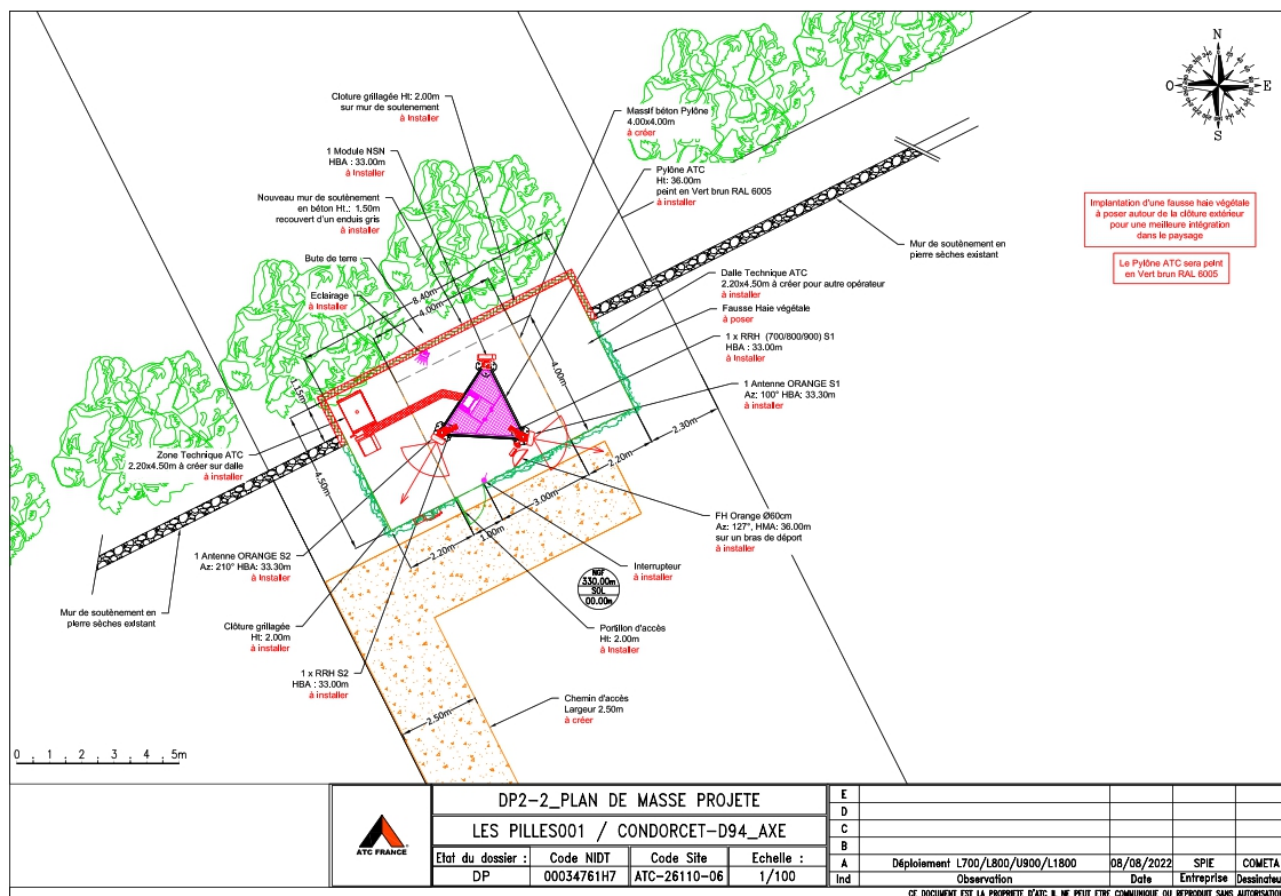 Cloture grillagée Ht: 2.00m
sur mur de soutenement
à Installer
1 Module NSN
HBA : 33.00m
à Installer
Nouveau mur de soutènement
en béton Ht.: 1.50m
recouvert d'un enduis gris
à installer
Bute de terre
Eclairage
à Installer
Massif béton Pylône
4.00x4.00m
à créer
Pylône ATC
Ht: 36.00m
peint en Vert brun RAL 6005
à installer
N
O
E
S
Implantation d'une fausse haie végétale
à poser autour de la clôture extérieur
pour une meilleure intégration
dans le paysage
Le Pylône ATC sera peint
en Vert brun RAL 6005
Mur de soutènement en
pierre sèches existant
Dalle Technique ATC
2.20x4.50m à créer pour autre opérateur
à installer
Fausse Haie végétale
à poser
1 x RRH (700/800/900) S1
HBA : 33.00m
à Installer
1 Antenne ORANGE S1
Az: 100° HBA: 33.30m
à installer
8.40m
4.00m
4.00m
1.15m
4.50m
2.30m
2.20m
3.00m
1.00m
2.20m
Zone Technique ATC
2.20x4.50m à créer sur dalle
à installer
FH Orange Ø60cm
Az: 127°, HMA: 36.00m
sur un bras de déport
à installer
1 Antenne ORANGE S2
Az: 210° HBA: 33.30m
à Installer
Interrupteur
à installer
NGF
330.00m
SOL
00.00m
Mur de soutènement en
pierre sèches existant
Clôture grillagée
Ht: 2.00m
à installer
Portillon d'accès
Ht: 2.00m
à Installer
1 x RRH S2
HBA : 33.00m
à installer
Chemin d'accès
Largeur 2.50m
à créer
2.50m
0 1 2 3 4 5m
ATC FRANCE
DP2-2_PLAN DE MASSE PROJETE
LES PILLES001 / CONDORCET-D94_AXE
Etat du dossier : Code NIDT Code Site Echelle :
DP 00034761H7 ATC-26110-06 1/100
E
D
C
B
A Déploiement L700/L800/U900/L1800 08/08/2022 SPIE COMETA
Ind Observation Date Entreprise Dessinateu
CE DOCUMENT EST LA PROPRIETE D'ATC IL NE PEUT ETRE COMMUNIQUE OU REPRODUIT SANS AUTORISATION